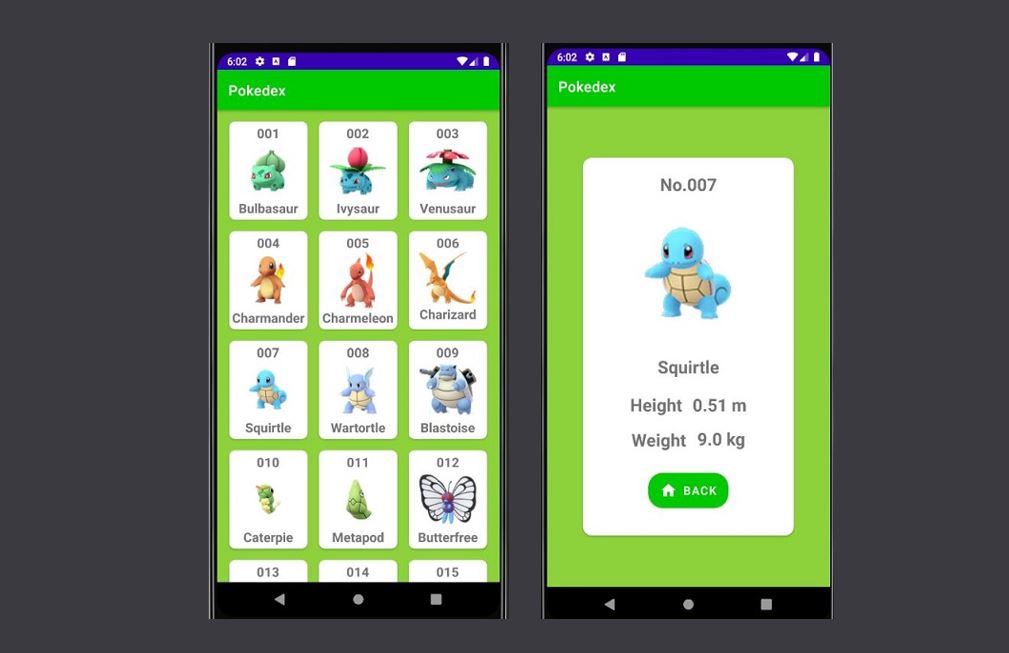 6:02
Pokedex
001 002 003
Bulbasaur Ivysaur Venusaur
004 005 006
Charmander Charmeleon Charizard
007 008 009
Squirtle Wartortle Blastoise
010 011 012
Caterpie Metapod Butterfree
013 014 015
6:02
Pokedex
No.007
Squirtle
Height 0.51 m
Weight 9.0 kg
BACK